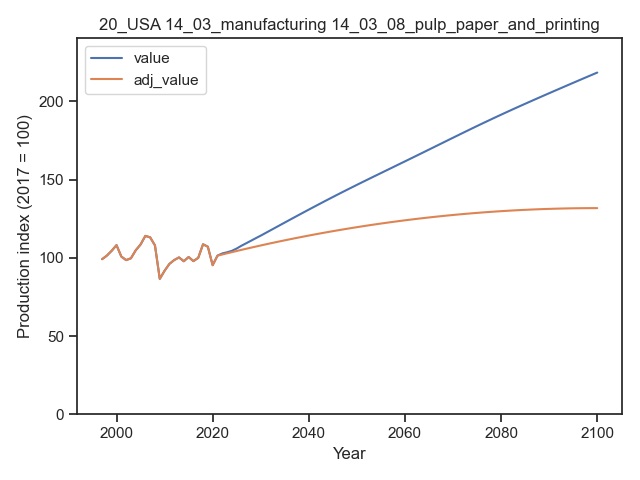 20_USA 14_03_manufacturing 14_03_08_pulp_paper_and_printing
value
adj_value
Production index (2017 = 100)
200
150
100
50
0
2000 2020 2040 2060 2080 2100
Year